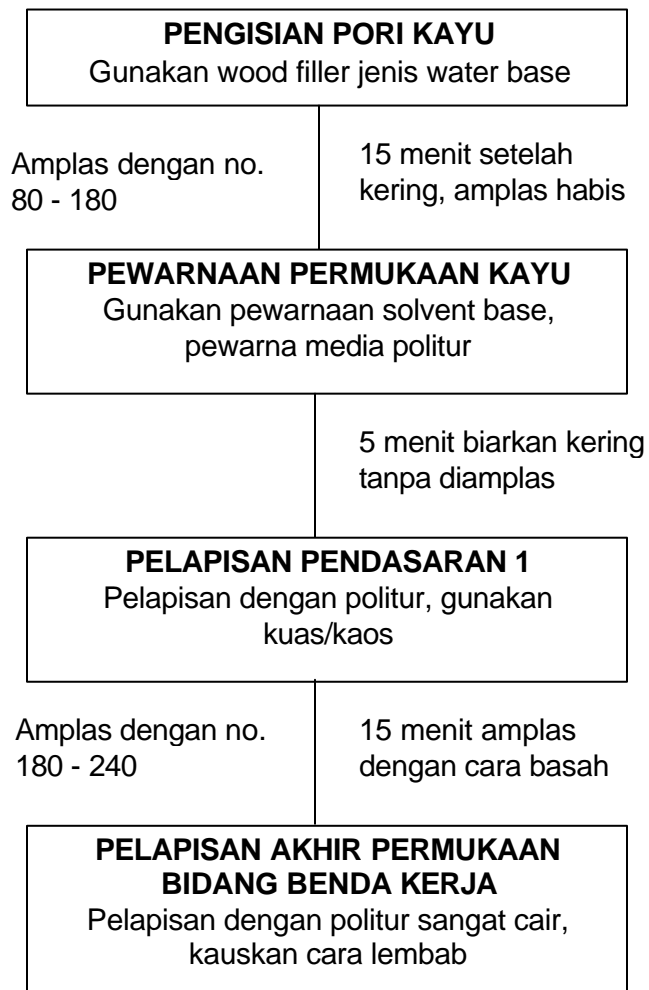 PENGISIAN PORI KAYU
Gunakan wood filler jenis water base
Amplas dengan no.
80 - 180
15 menit setelah
kering, amplas habis
PEWARNAAN PERMUKAAN KAYU
Gunakan pewarnaan solvent base,
pewarna media politur
5 menit biarkan kering
tanpa diamplas
PELAPISAN PENDASARAN 1
Pelapisan dengan politur, gunakan
kuas/kaos
Amplas dengan no.
180 - 240
15 menit amplas
dengan cara basah
PELAPISAN AKHIR PERMUKAAN
BIDANG BENDA KERJA
Pelapisan dengan politur sangat cair,
kauskan cara lembab